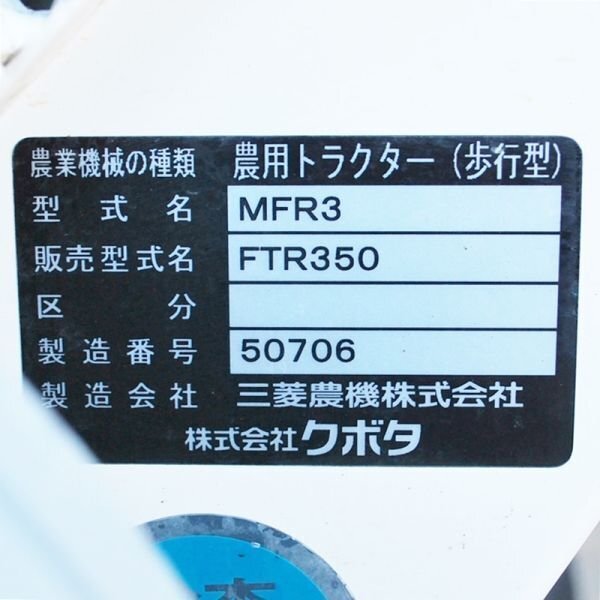 農業機械の種類 農用トラクター（歩行型）
型式名 MFR3
販売型式名 FTR350
区分
製造番号 50706
製造会社 三菱農機株式会社
株式会社クボタ